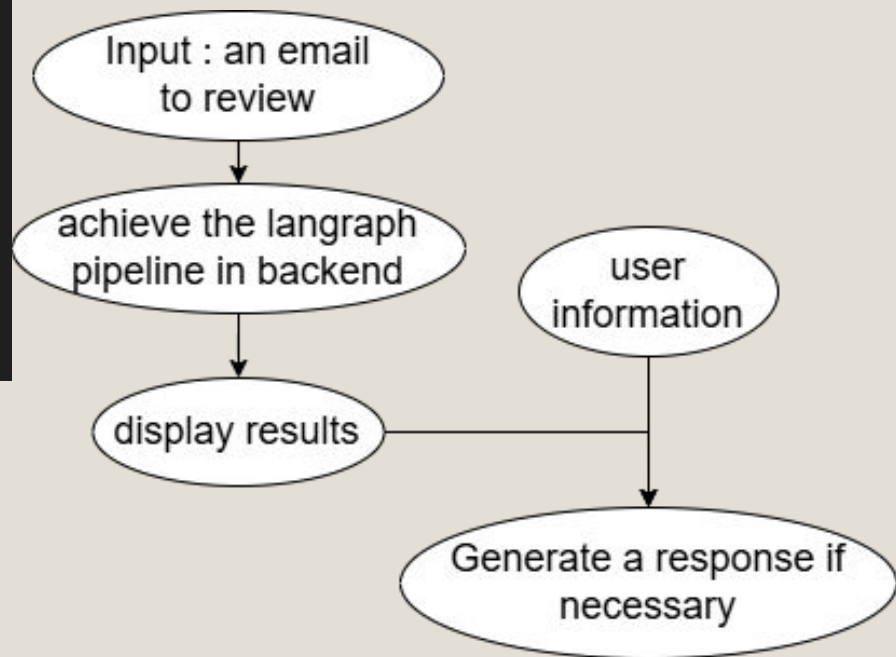 Input : an email
to review
achieve the langraph
pipeline in backend
user
information
display results
Generate a response if
necessary